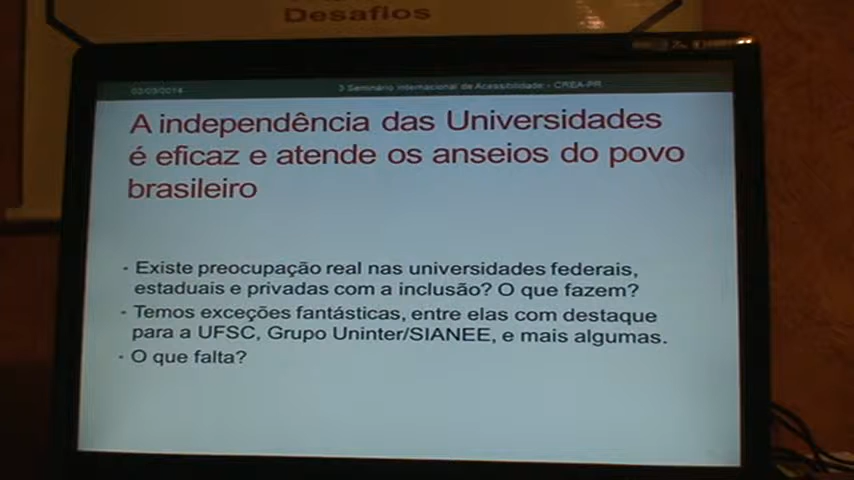 Desafios
3 Seminário Internacional de Acessibilidade - CREA-PR
A independência das Universidades
é eficaz e atende os anseios do povo
brasileiro
- Existe preocupação real nas universidades federais,
estaduais e privadas com a inclusão? O que fazem?
- Temos exceções fantásticas, entre elas com destaque
para a UFSC, Grupo Uninter/SIANEE, e mais algumas.
- O que falta?